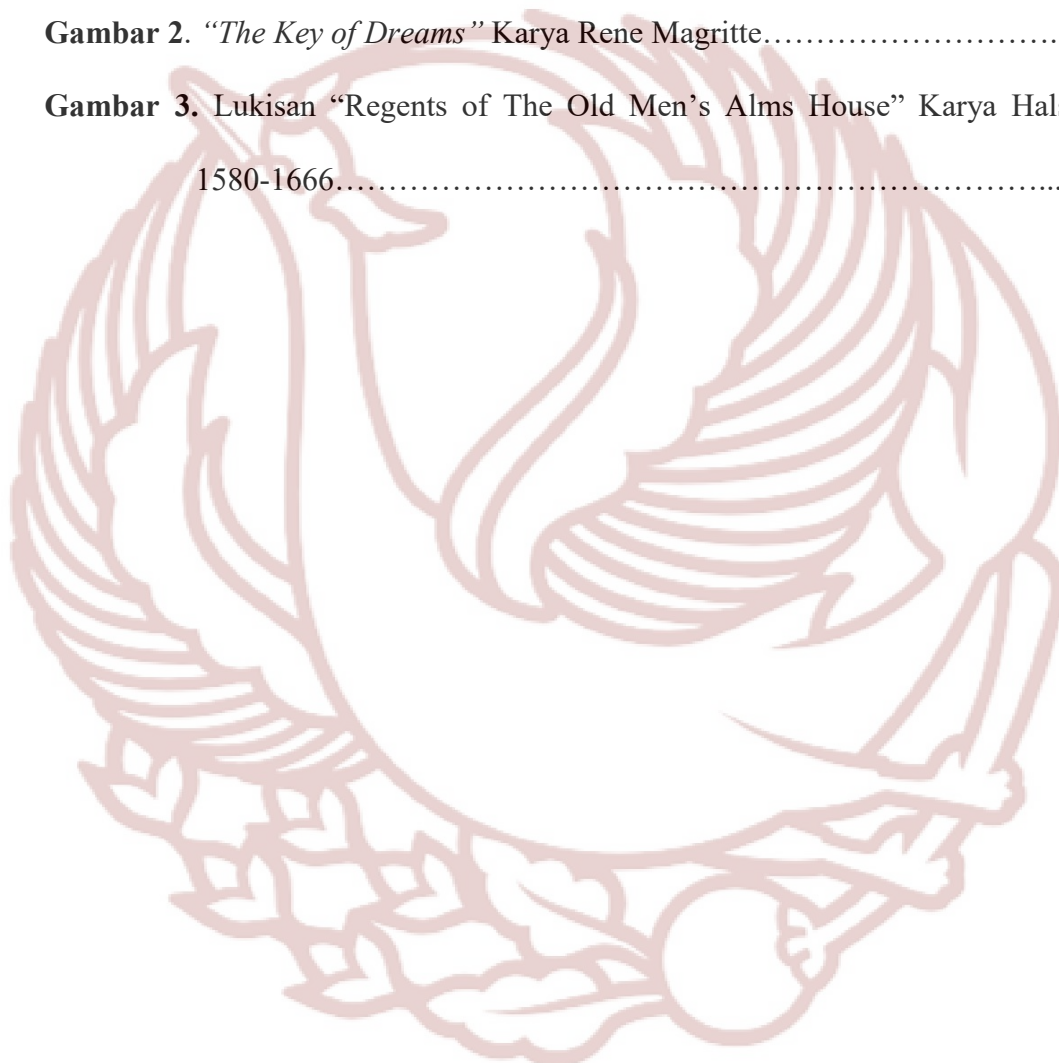 Gambar 2. “The Key of Dreams” Karya Rene Magritte………………………..
Gambar 3. Lukisan “Regents of The Old Men’s Alms House” Karya Hal
1580-1666…………………………………………………………………...